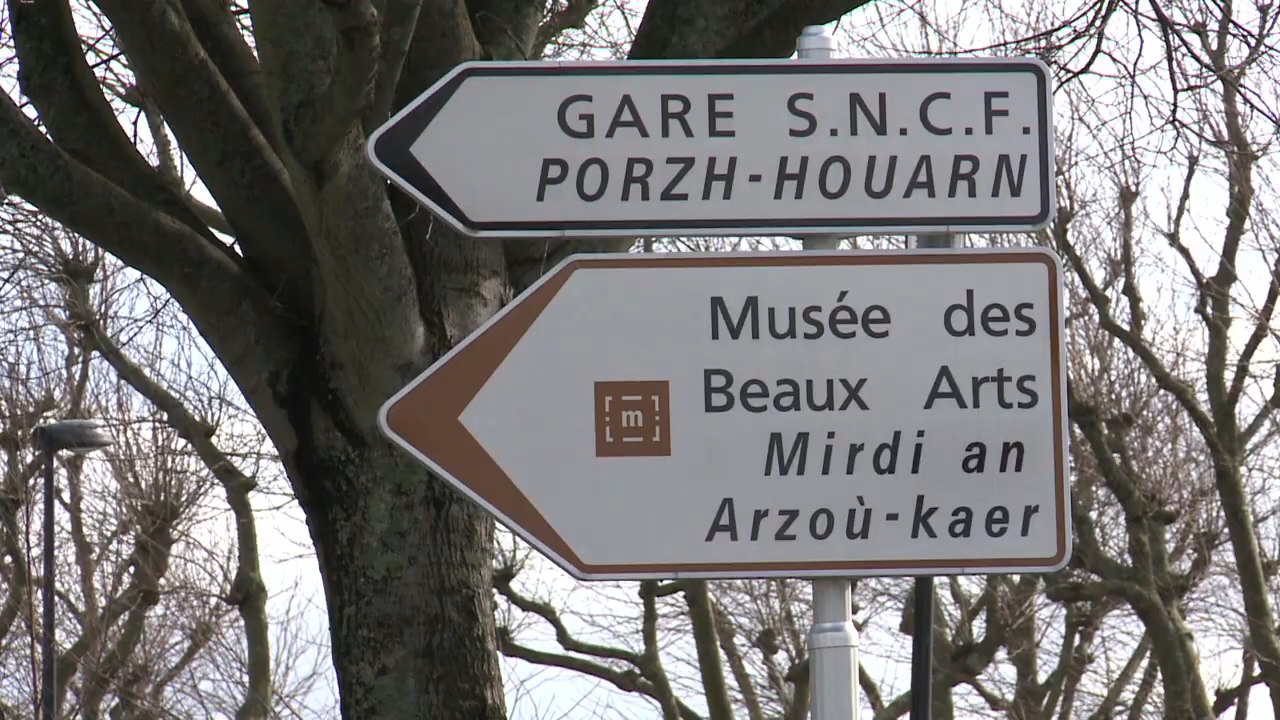 GARE S.N.C.F.
PORZH-HOUARN
Musée des
Beaux Arts
m
Mirdi an
Arzoù-kaer